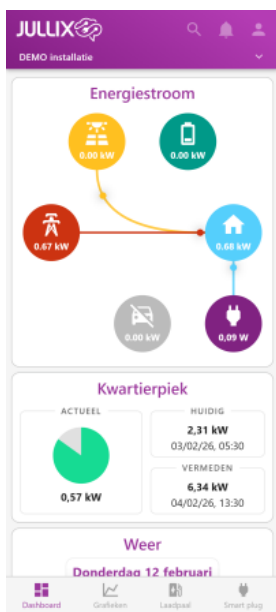 JULLIX
DEMO installatie
Energiestroom
0.00 kW
0.00 kW
0.67 kW
0.68 kW
0.00 kW
0,09 W
Kwartierpiek
ACTUEEL
0,57 kW
HUIDIG
2,31 kW
03/02/26, 05:30
VERMEDEN
6,34 kW
04/02/26, 13:30
Weer
Donderdag 12 februari
Dashboard
Grafieken
Laadpaal
Smart plug